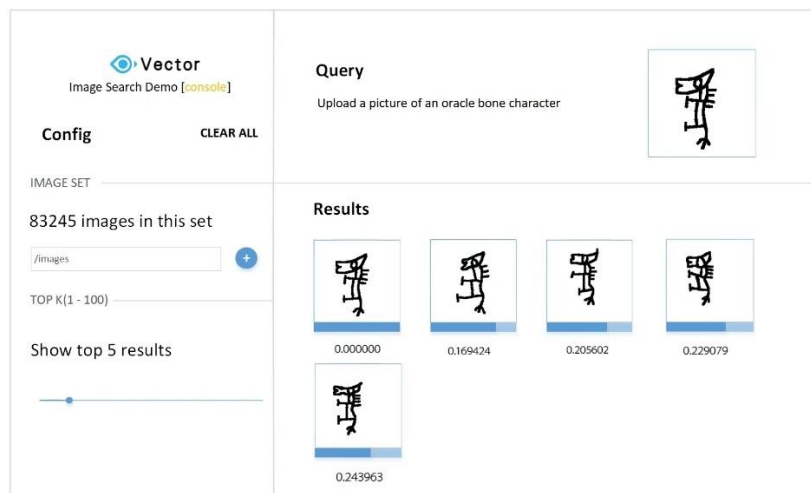 Vector
Image Search Demo [console]
Config CLEAR ALL
IMAGE SET
83245 images in this set
/images +
TOP K(1 - 100)
Show top 5 results
Query
Upload a picture of an oracle bone character
Results
0.000000 0.169424 0.205602 0.229079
0.243963